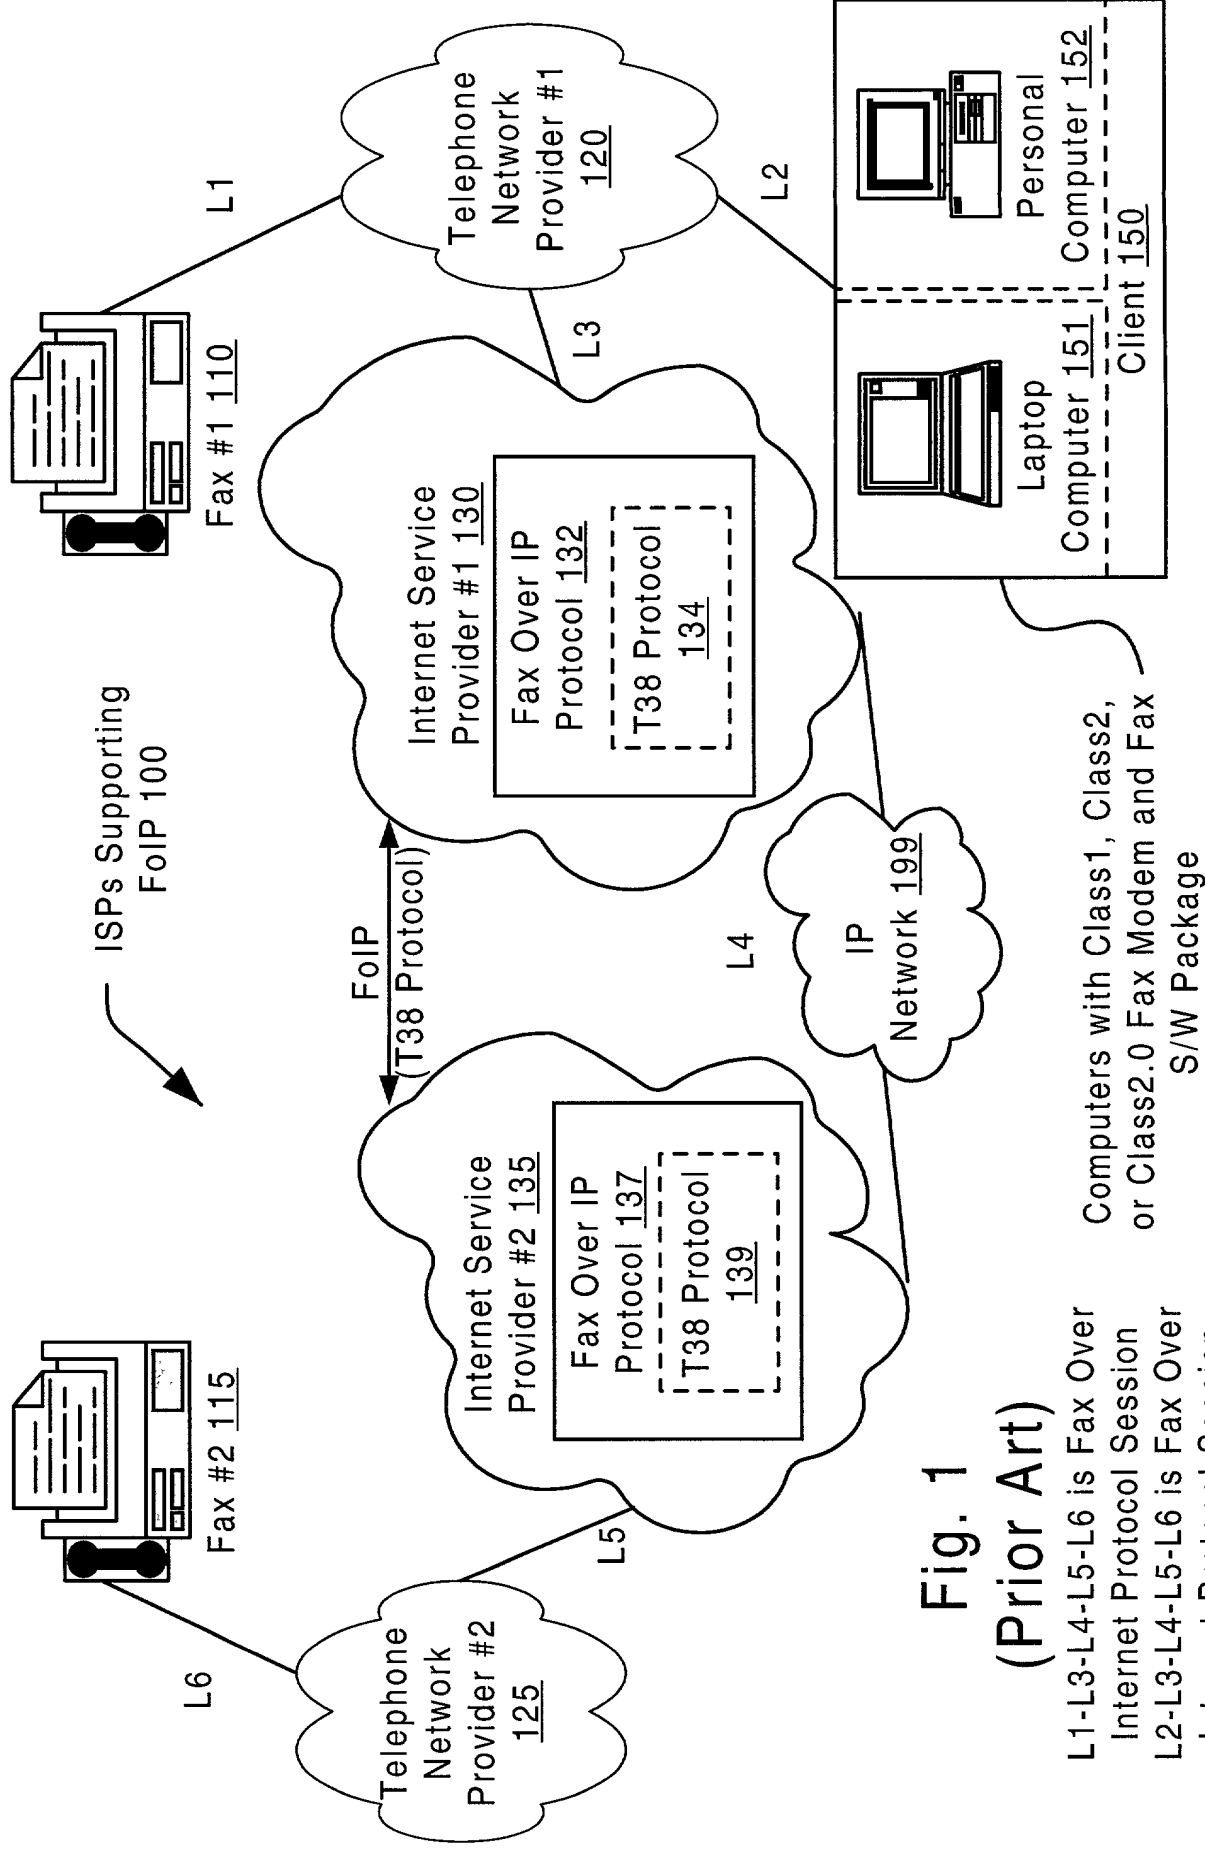 ISPs Supporting
FoIP 100
Fax #2 115
Fax #1 110
L6
L1
Telephone
Network
Provider #2
125
L5
Internet Service
Provider #2 135
Fax Over IP
Protocol 137
T38 Protocol
139
FoIP
(T38 Protocol)
Internet Service
Provider #1 130
Fax Over IP
Protocol 132
T38 Protocol
134
L3
Telephone
Network
Provider #1
120
L2
L4
IP
Network 199
Laptop
Computer 151
Personal
Computer 152
Client 150
Computers with Class1, Class2,
or Class2.0 Fax Modem and Fax
S/W Package
Fig. 1
(Prior Art)
L1-L3-L4-L5-L6 is Fax Over
Internet Protocol Session
L2-L3-L4-L5-L6 is Fax Over